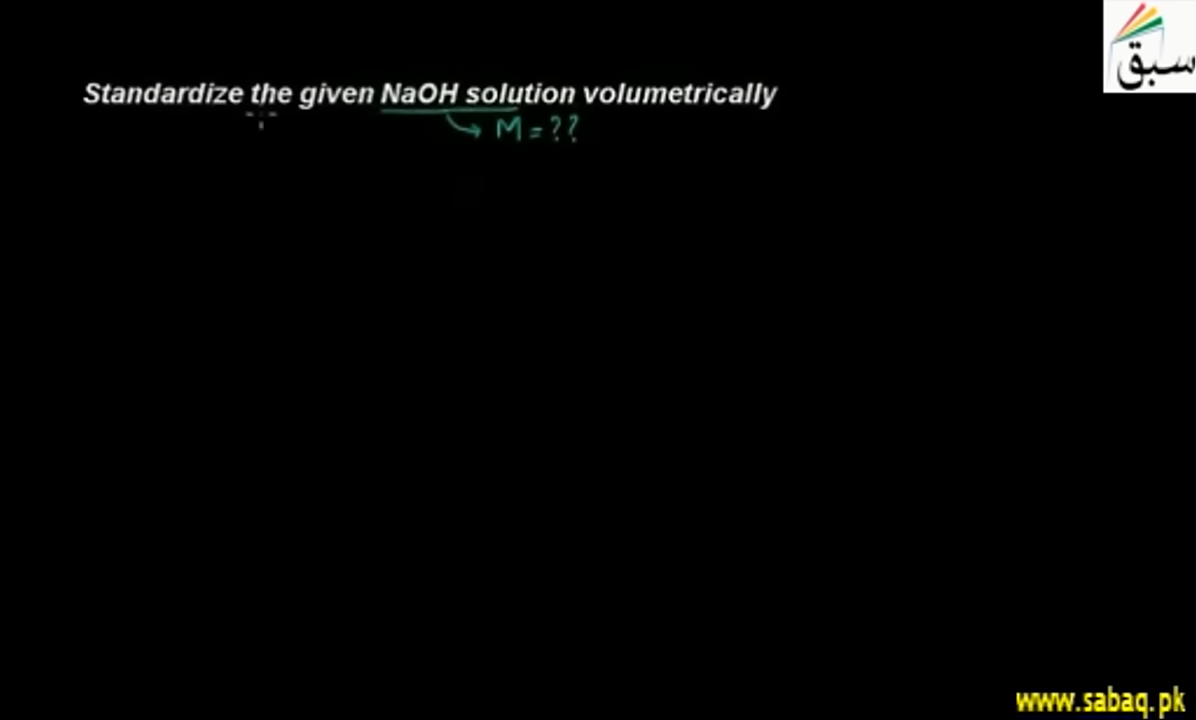 سبق
Standardize the given NaOH solution volumetrically
M = ??
www.sabaq.pk